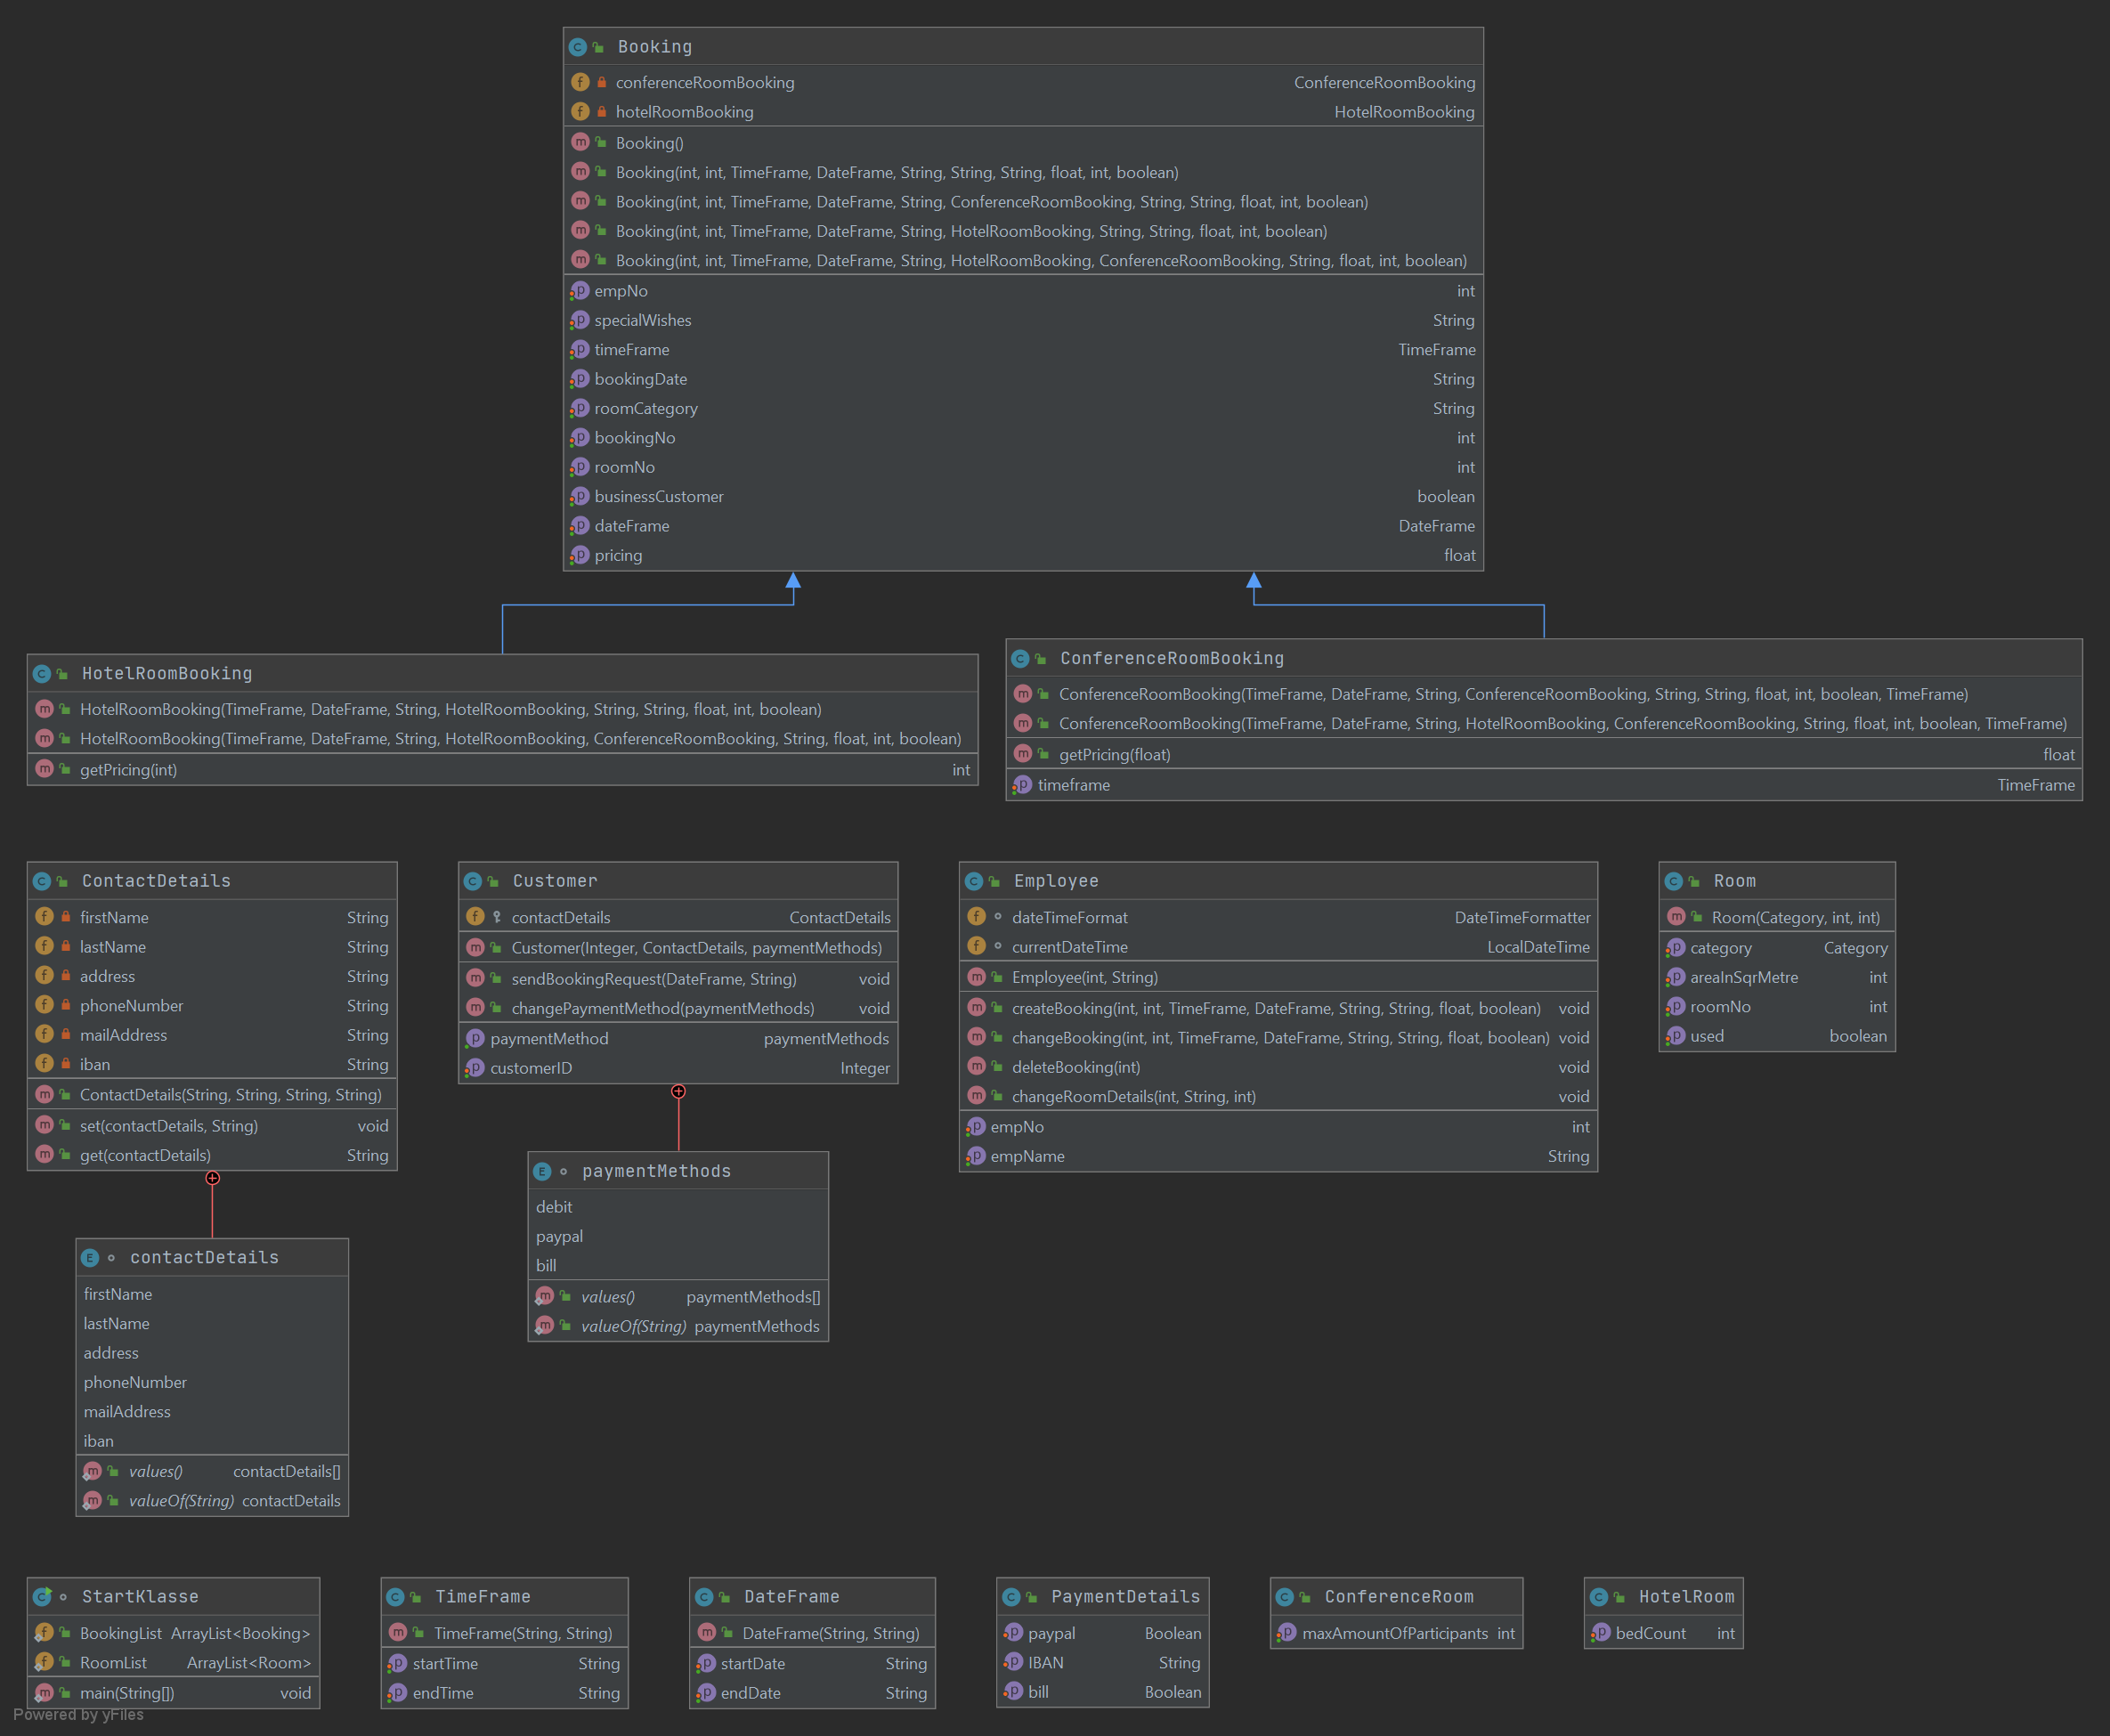 Booking
conferenceRoomBooking ConferenceRoomBooking
hotelRoomBooking HotelRoomBooking
Booking()
Booking(int, int, TimeFrame, DateFrame, String, String, String, float, int, boolean)
Booking(int, int, TimeFrame, DateFrame, String, ConferenceRoomBooking, String, String, float, int, boolean)
Booking(int, int, TimeFrame, DateFrame, String, HotelRoomBooking, String, String, float, int, boolean)
Booking(int, int, TimeFrame, DateFrame, String, HotelRoomBooking, ConferenceRoomBooking, String, float, int, boolean)
empNo int
specialWishes String
timeFrame TimeFrame
bookingDate String
roomCategory String
bookingNo int
roomNo int
businessCustomer boolean
dateFrame DateFrame
pricing float
HotelRoomBooking
HotelRoomBooking(TimeFrame, DateFrame, String, HotelRoomBooking, String, String, float, int, boolean)
HotelRoomBooking(TimeFrame, DateFrame, String, HotelRoomBooking, ConferenceRoomBooking, String, float, int, boolean)
getPricing(int) int
ConferenceRoomBooking
ConferenceRoomBooking(TimeFrame, DateFrame, String, ConferenceRoomBooking, String, String, float, int, boolean, TimeFrame)
ConferenceRoomBooking(TimeFrame, DateFrame, String, HotelRoomBooking, ConferenceRoomBooking, String, float, int, boolean, TimeFrame)
getPricing(float) float
timeframe TimeFrame
ContactDetails
firstName String
lastName String
address String
phoneNumber String
mailAddress String
iban String
ContactDetails(String, String, String, String)
set(contactDetails, String) void
get(contactDetails) String
Customer
contactDetails ContactDetails
Customer(Integer, ContactDetails, paymentMethods)
sendBookingRequest(DateFrame, String) void
changePaymentMethod(paymentMethods) void
paymentMethod paymentMethods
customerID Integer
Employee
dateTimeFormat DateTimeFormatter
currentDateTime LocalDateTime
Employee(int, String)
createBooking(int, int, TimeFrame, DateFrame, String, String, float, boolean) void
changeBooking(int, int, TimeFrame, DateFrame, String, String, float, boolean) void
deleteBooking(int) void
changeRoomDetails(int, String, int) void
empNo int
empName String
Room
Room(Category, int, int)
category Category
areaInSqrMetre int
roomNo int
used boolean
contactDetails
firstName
lastName
address
phoneNumber
mailAddress
iban
values() contactDetails[]
valueOf(String) contactDetails
paymentMethods
debit
paypal
bill
values() paymentMethods[]
valueOf(String) paymentMethods
StartKlasse
BookingList ArrayList<Booking>
RoomList ArrayList<Room>
main(String[]) void
TimeFrame
TimeFrame(String, String)
startTime String
endTime String
DateFrame
DateFrame(String, String)
startDate String
endDate String
PaymentDetails
paypal Boolean
IBAN String
bill Boolean
ConferenceRoom
maxAmountOfParticipants int
HotelRoom
bedCount int
Powered by yFiles